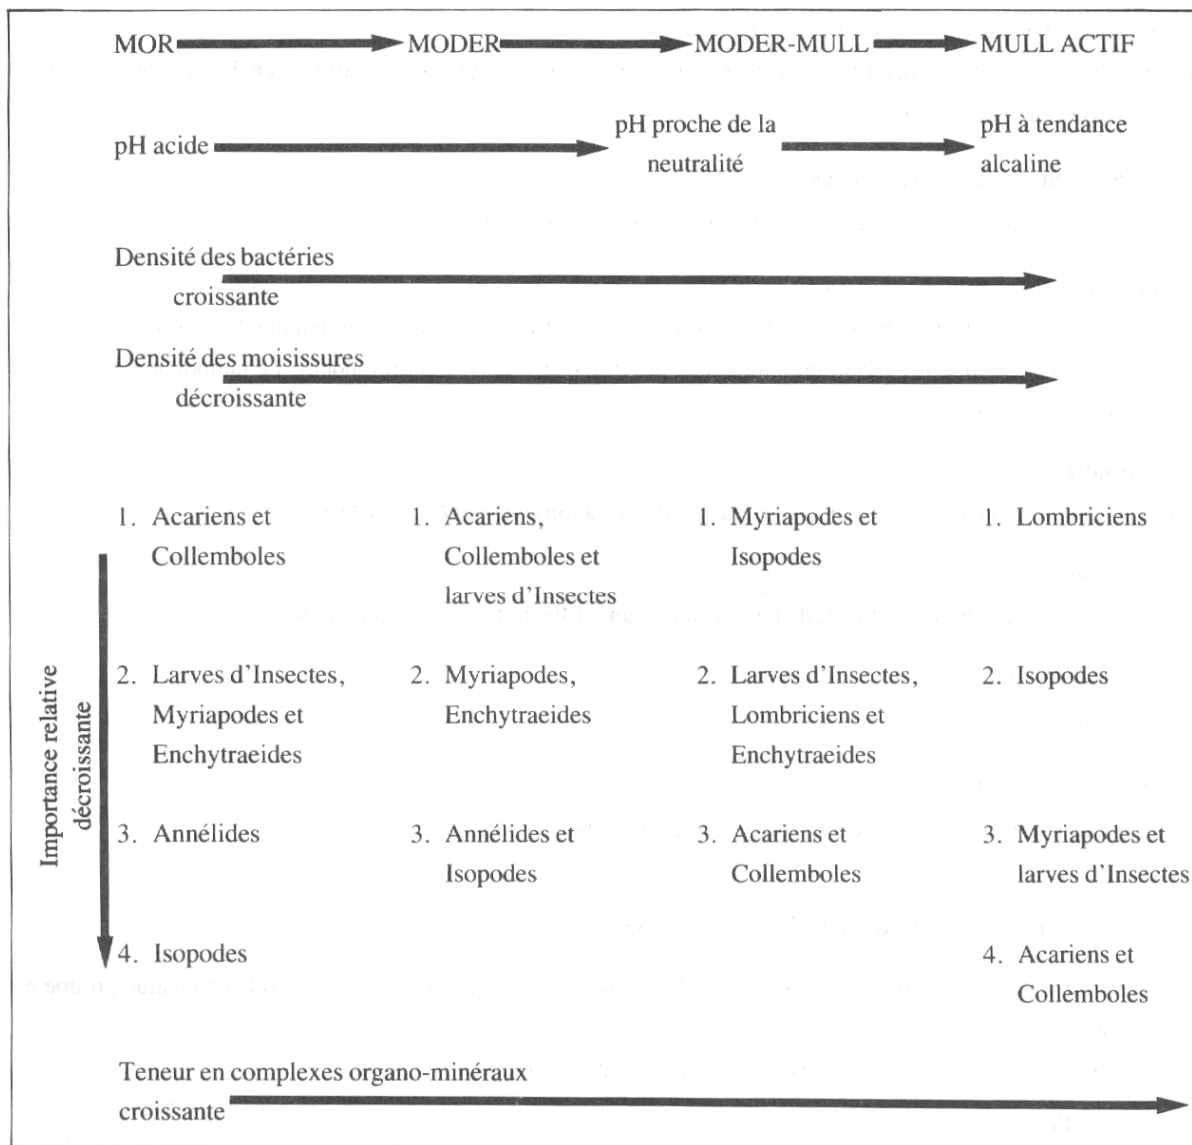 MOR MODER MODER-MULL MULL ACTIF
pH acide
pH proche de la
neutralité
pH à tendance
alcaline
Densité des bactéries
croissante
Densité des moisissures
décroissante
Importance relative
décroissante
1. Acariens et
Collemboles
1. Acariens,
Collemboles et
larves d'Insectes
1. Myriapodes et
Isopodes
1. Lombriciens
2. Larves d'Insectes,
Myriapodes et
Enchytraeides
2. Myriapodes,
Enchytraeides
2. Larves d'Insectes,
Lombriciens et
Enchytraeides
2. Isopodes
3. Annélides
3. Annélides et
Isopodes
3. Acariens et
Collemboles
3. Myriapodes et
larves d'Insectes
4. Isopodes
4. Acariens et
Collemboles
Teneur en complexes organo-minéraux
croissante